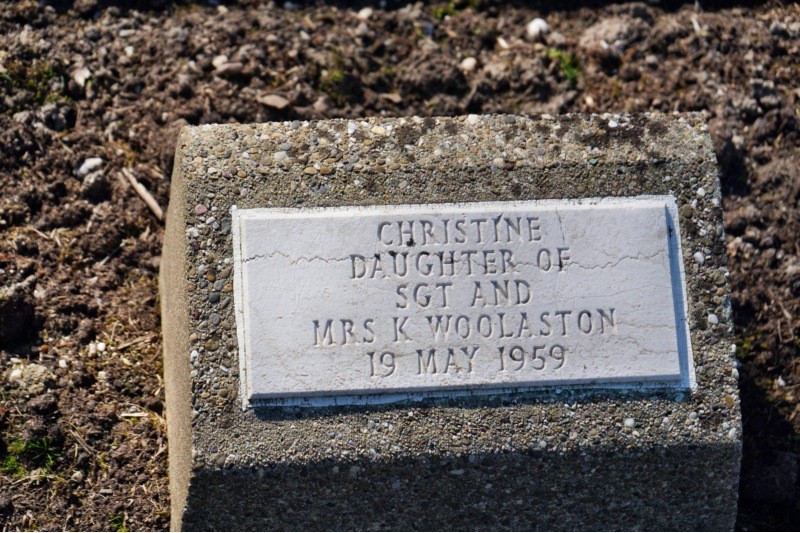 CHRISTINE
DAUGHTER OF
SGT AND
MRS K WOOLASTON
19 MAY 1959